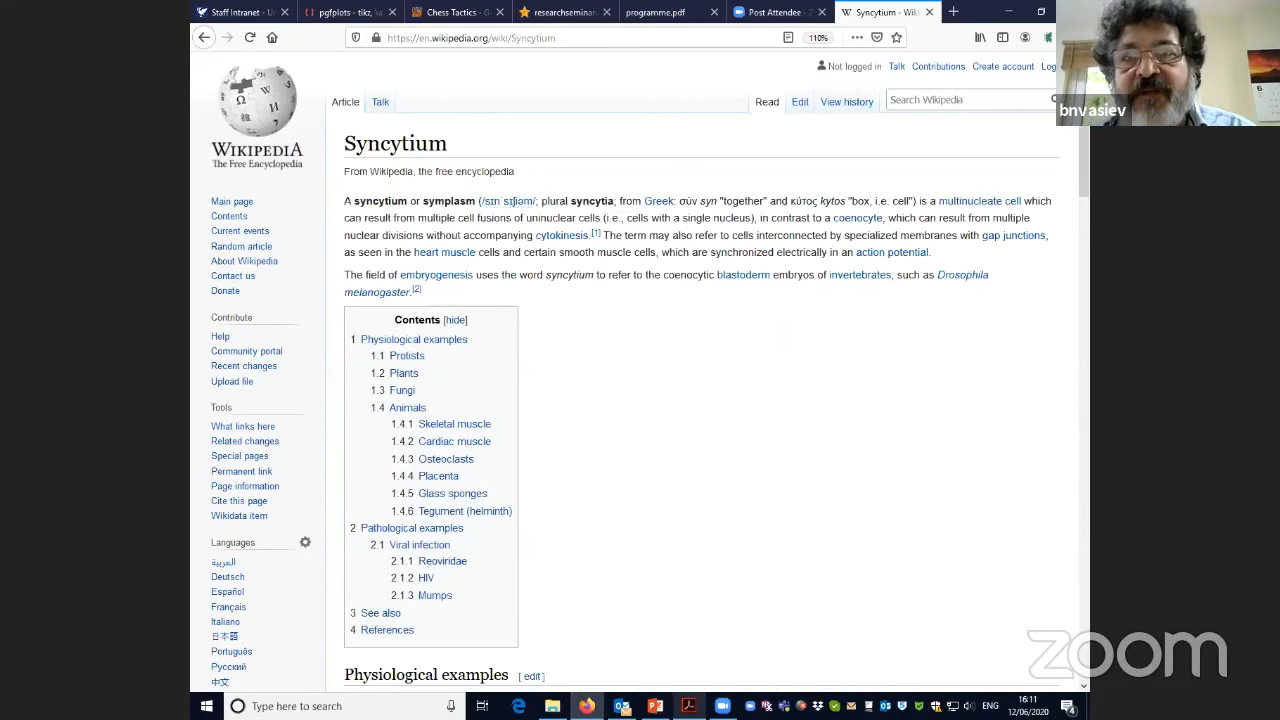 Staff Intranet - U
pgfplots - tikz, \
Chess Tactics - G
researchseminar
programme.pdf
Post Attendee - Z
W Syncytium - Wik
https://en.wikipedia.org/wiki/Syncytium
110%
Not logged in Talk Contributions Create account Log
Article Talk
Read Edit View history
Search Wikipedia
bnvasiev
6
WIKIPEDIA
The Free Encyclopedia
Main page
Contents
Current events
Random article
About Wikipedia
Contact us
Donate
Contribute
Help
Community portal
Recent changes
Upload file
Tools
What links here
Related changes
Special pages
Permanent link
Page information
Cite this page
Wikidata item
Languages
العربية
Deutsch
Español
Français
Italiano
日本語
Português
Русский
中文
Syncytium
From Wikipedia, the free encyclopedia
A syncytium or symplasm (/sɪnˈsɪʃiəm/; plural syncytia; from Greek: σύν syn "together" and κύτος kytos "box, i.e. cell") is a multinucleate cell which
can result from multiple cell fusions of uninuclear cells (i.e., cells with a single nucleus), in contrast to a coenocyte, which can result from multiple
nuclear divisions without accompanying cytokinesis.[1] The term may also refer to cells interconnected by specialized membranes with gap junctions,
as seen in the heart muscle cells and certain smooth muscle cells, which are synchronized electrically in an action potential.
The field of embryogenesis uses the word syncytium to refer to the coenocytic blastoderm embryos of invertebrates, such as Drosophila
melanogaster.[2]
Contents [hide]
1 Physiological examples
1.1 Protists
1.2 Plants
1.3 Fungi
1.4 Animals
1.4.1 Skeletal muscle
1.4.2 Cardiac muscle
1.4.3 Osteoclasts
1.4.4 Placenta
1.4.5 Glass sponges
1.4.6 Tegument (helminth)
2 Pathological examples
2.1 Viral infection
2.1.1 Reoviridae
2.1.2 HIV
2.1.3 Mumps
3 See also
4 References
Physiological examples [ edit ]
zoom
Type here to search
ENG
16:11
12/06/2020
4